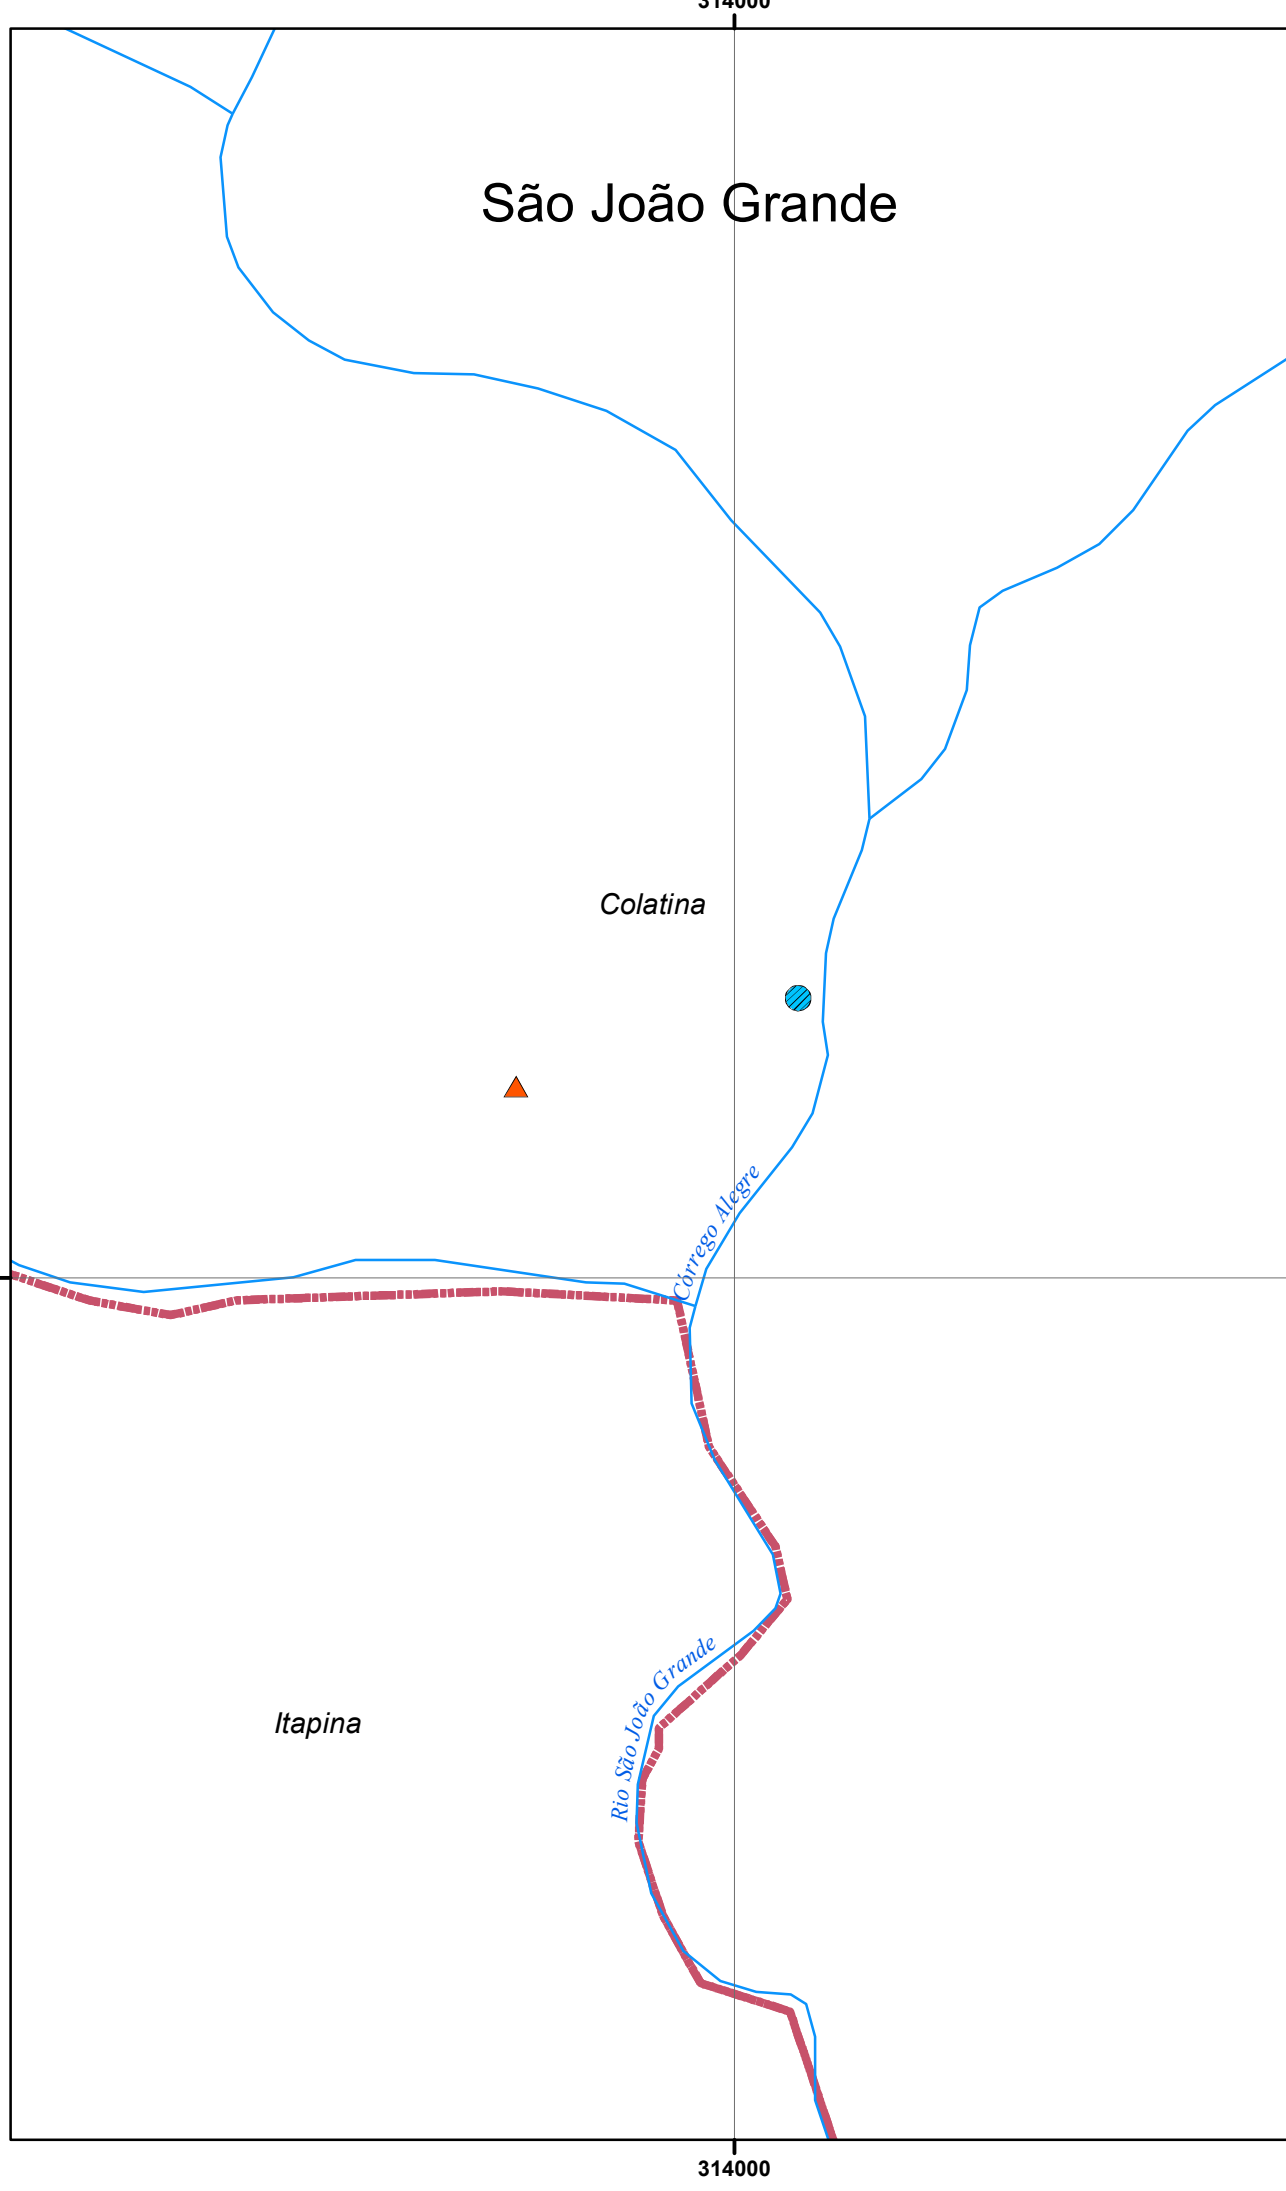 314000
São João Grande
Colatina
Córrego Alegre
Rio São João Grande
Itapina
314000